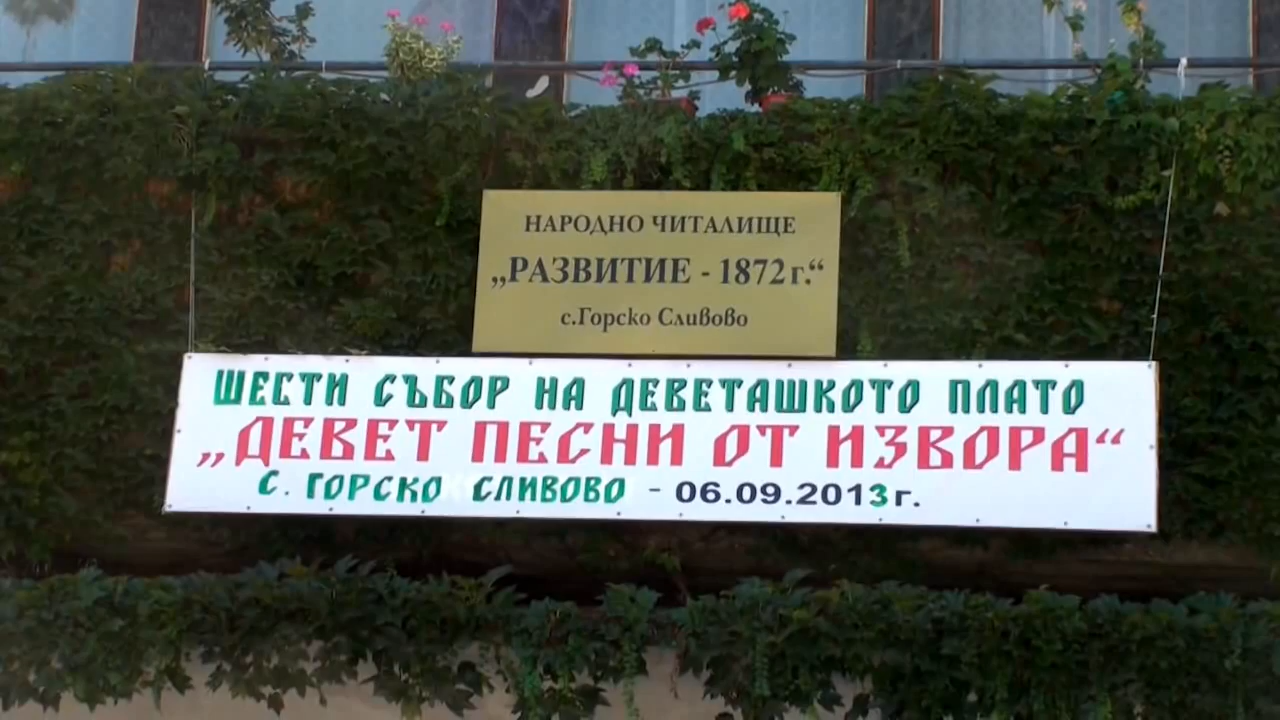 НАРОДНО ЧИТАЛИЩЕ
„РАЗВИТИЕ - 1872 г.“
с.Горско Сливово
ШЕСТИ СЪБОР НА ДЕВЕТАШКОТО ПЛАТО
„ДЕВЕТ ПЕСНИ ОТ ИЗВОРА“
С. ГОРСКО СЛИВОВО - 06.09.2013 г.